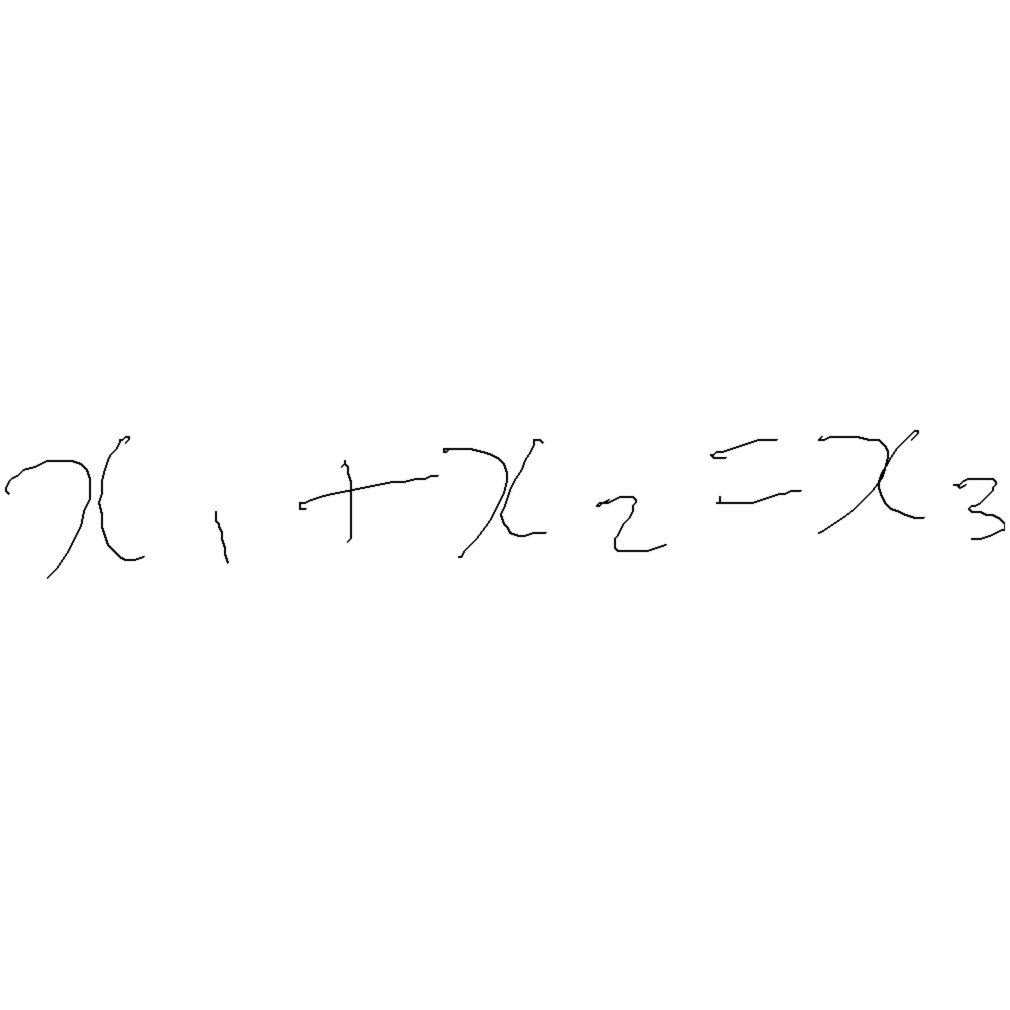 x₁ + x₂ = x₃